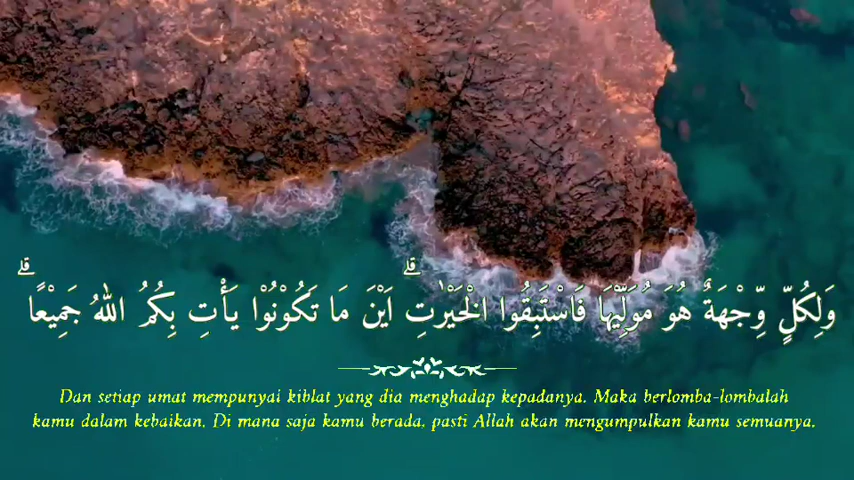 وَلِكُلٍّ وِّجْهَةٌ هُوَ مُوَلِّيْهَا فَاسْتَبِقُوا الْخَيْرٰتِۗ اَيْنَ مَا تَكُوْنُوْا يَأْتِ بِكُمُ اللّٰهُ جَمِيْعًاۗ
Dan setiap umat mempunyai kiblat yang dia menghadap kepadanya. Maka berlomba-lombalah
kamu dalam kebaikan. Di mana saja kamu berada, pasti Allah akan mengumpulkan kamu semuanya.